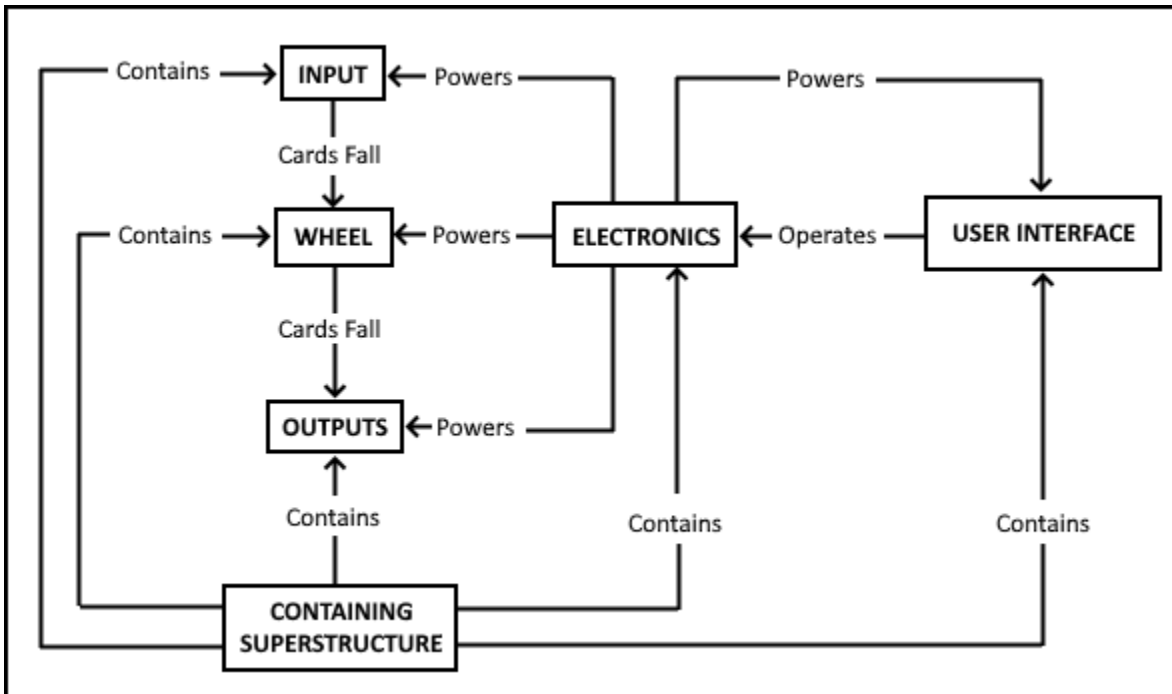 Contains
INPUT
Powers
Powers
Cards Fall
Contains
WHEEL
Powers
ELECTRONICS
Operates
USER INTERFACE
Cards Fall
OUTPUTS
Powers
Contains
Contains
Contains
CONTAINING
SUPERSTRUCTURE